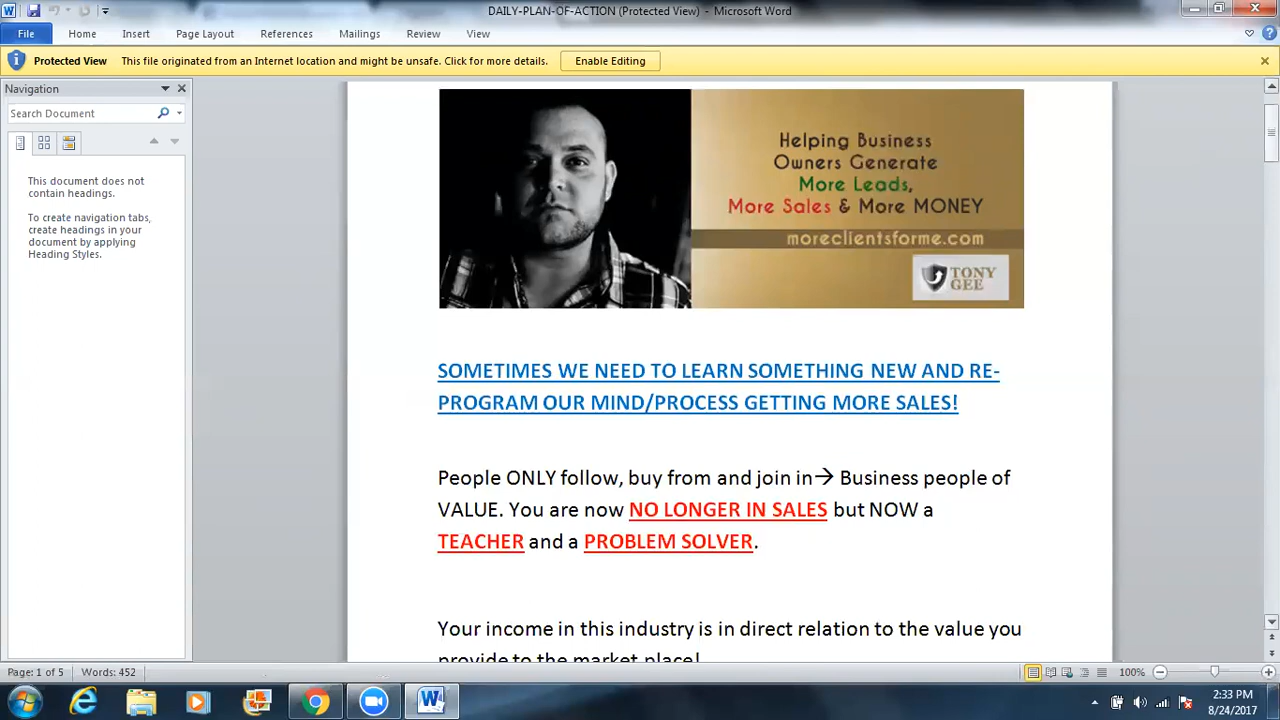 DAILY-PLAN-OF-ACTION (Protected View) - Microsoft Word
File Home Insert Page Layout References Mailings Review View
Protected View This file originated from an Internet location and might be unsafe. Click for more details. Enable Editing
Navigation
Search Document
This document does not
contain headings.
To create navigation tabs,
create headings in your
document by applying
Heading Styles.
Helping Business
Owners Generate
More Leads,
More Sales & More MONEY
moreclientsforme.com
TONY
GEE
SOMETIMES WE NEED TO LEARN SOMETHING NEW AND RE-
PROGRAM OUR MIND/PROCESS GETTING MORE SALES!
People ONLY follow, buy from and join in→ Business people of
VALUE. You are now NO LONGER IN SALES but NOW a
TEACHER and a PROBLEM SOLVER.
Your income in this industry is in direct relation to the value you
provide to the market place!
Page: 1 of 5 Words: 452 100%
2:33 PM
8/24/2017